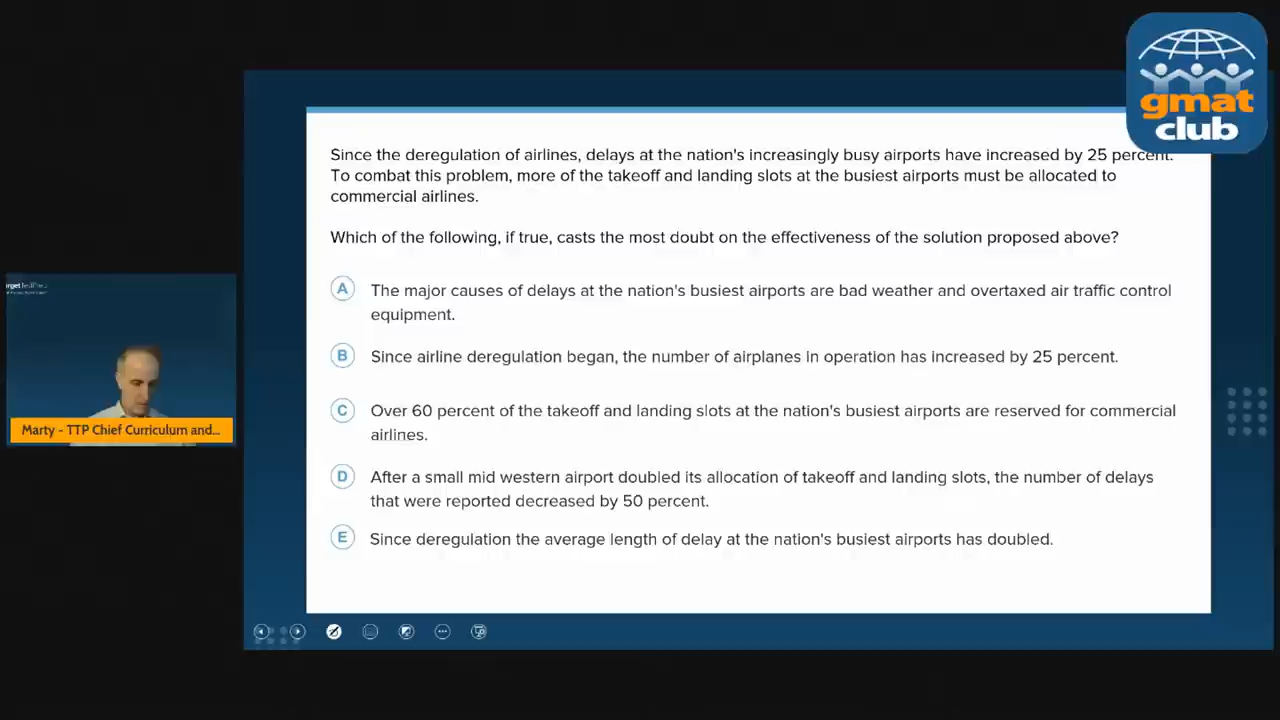 gmat
club
Since the deregulation of airlines, delays at the nation's increasingly busy airports have increased by 25 percent.
To combat this problem, more of the takeoff and landing slots at the busiest airports must be allocated to
commercial airlines.
Which of the following, if true, casts the most doubt on the effectiveness of the solution proposed above?
A The major causes of delays at the nation's busiest airports are bad weather and overtaxed air traffic control
equipment.
B Since airline deregulation began, the number of airplanes in operation has increased by 25 percent.
C Over 60 percent of the takeoff and landing slots at the nation's busiest airports are reserved for commercial
airlines.
D After a small mid western airport doubled its allocation of takeoff and landing slots, the number of delays
that were reported decreased by 50 percent.
E Since deregulation the average length of delay at the nation's busiest airports has doubled.
Marty - TTP Chief Curriculum and...